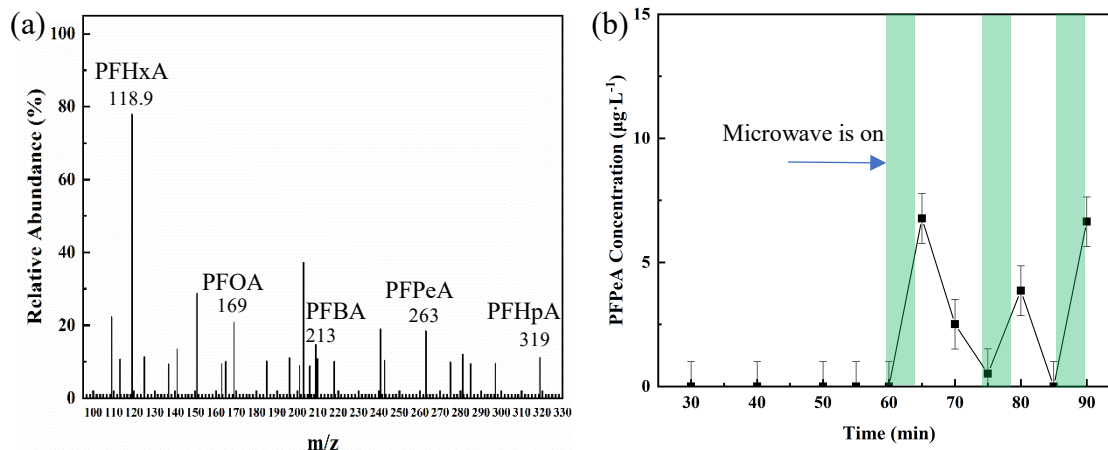 (a)
100
80
60
40
20
0
Relative Abundance (%)
PFHxA
118.9
PFOA
169
PFBA
213
PFPeA
263
PFHpA
319
100 110 120 130 140 150 160 170 180 190 200 210 220 230 240 250 260 270 280 290 300 310 320 330
m/z
(b)
15
10
5
0
PFPeA Concentration (μg·L⁻¹)
Microwave is on
30 40 50 60 70 80 90
Time (min)